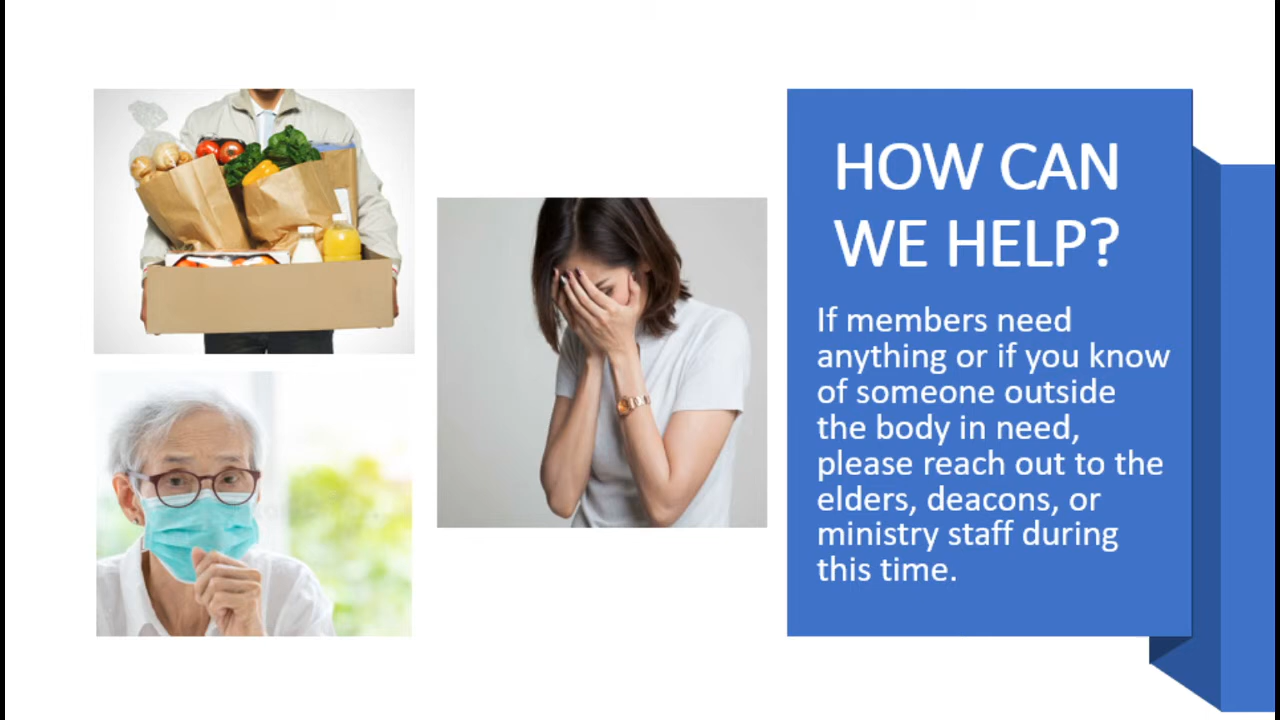 HOW CAN
WE HELP?
If members need
anything or if you know
of someone outside
the body in need,
please reach out to the
elders, deacons, or
ministry staff during
this time.